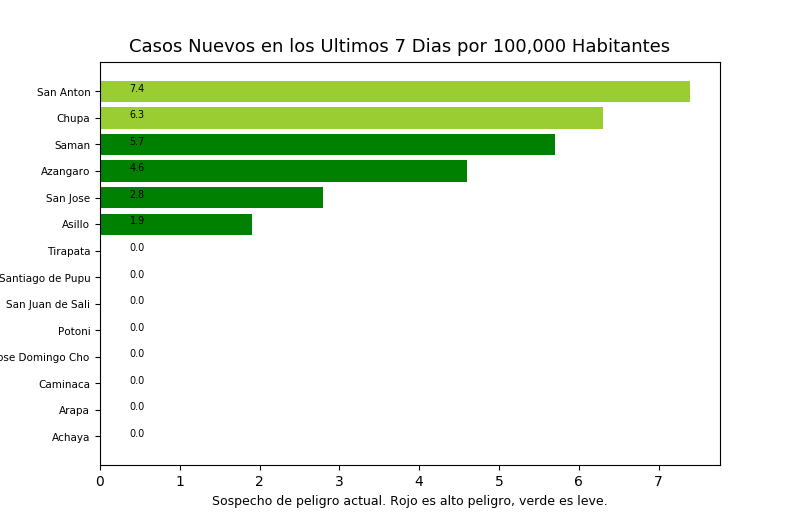 Casos Nuevos en los Ultimos 7 Dias por 100,000 Habitantes
San Anton 7.4
Chupa 6.3
Saman 5.7
Azangaro 4.6
San Jose 2.8
Asillo 1.9
Tirapata 0.0
Santiago de Pupu 0.0
San Juan de Sali 0.0
Potoni 0.0
ose Domingo Cho 0.0
Caminaca 0.0
Arapa 0.0
Achaya 0.0
0 1 2 3 4 5 6 7
Sospecho de peligro actual. Rojo es alto peligro, verde es leve.